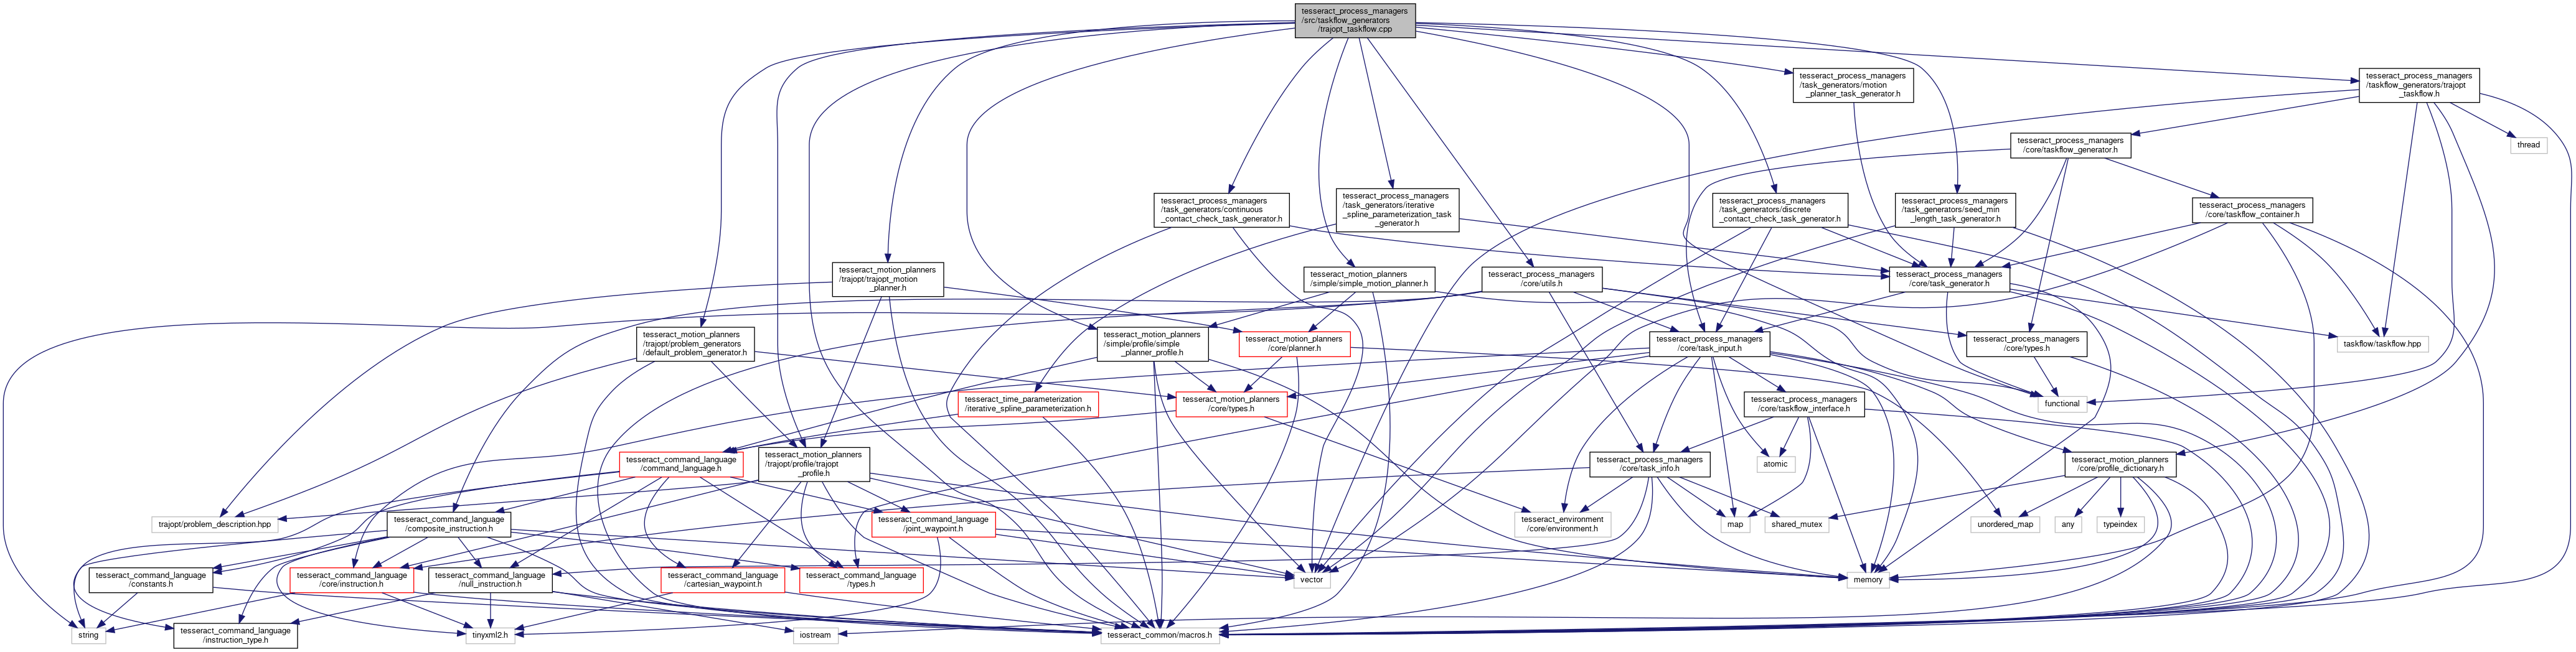 tesseract_process_managers
/src/taskflow_generators
/trajopt_taskflow.cpp
tesseract_process_managers
/task_generators/motion
_planner_task_generator.h
tesseract_process_managers
/taskflow_generators/trajopt
_taskflow.h
tesseract_process_managers
/core/taskflow_generator.h
thread
tesseract_process_managers
/task_generators/continuous
_contact_check_task_generator.h
tesseract_process_managers
/task_generators/iterative
_spline_parameterization_task
_generator.h
tesseract_process_managers
/task_generators/discrete
_contact_check_task_generator.h
tesseract_process_managers
/task_generators/seed_min
_length_task_generator.h
tesseract_process_managers
/core/taskflow_container.h
tesseract_motion_planners
/trajopt/trajopt_motion
_planner.h
tesseract_motion_planners
/simple/simple_motion_planner.h
tesseract_process_managers
/core/utils.h
tesseract_process_managers
/core/task_generator.h
tesseract_motion_planners
/trajopt/problem_generators
/default_problem_generator.h
tesseract_motion_planners
/simple/profile/simple
_planner_profile.h
tesseract_motion_planners
/core/planner.h
tesseract_process_managers
/core/task_input.h
tesseract_process_managers
/core/types.h
taskflow/taskflow.hpp
tesseract_time_parameterization
/iterative_spline_parameterization.h
tesseract_motion_planners
/core/types.h
tesseract_process_managers
/core/taskflow_interface.h
functional
tesseract_command_language
/command_language.h
tesseract_motion_planners
/trajopt/profile/trajopt
_profile.h
tesseract_process_managers
/core/task_info.h
atomic
tesseract_motion_planners
/core/profile_dictionary.h
trajopt/problem_description.hpp
tesseract_command_language
/composite_instruction.h
tesseract_command_language
/joint_waypoint.h
tesseract_environment
/core/environment.h
map
shared_mutex
unordered_map
any
typeindex
tesseract_command_language
/constants.h
tesseract_command_language
/core/instruction.h
tesseract_command_language
/null_instruction.h
tesseract_command_language
/cartesian_waypoint.h
tesseract_command_language
/types.h
vector
memory
string
tesseract_command_language
/instruction_type.h
tinyxml2.h
iostream
tesseract_common/macros.h